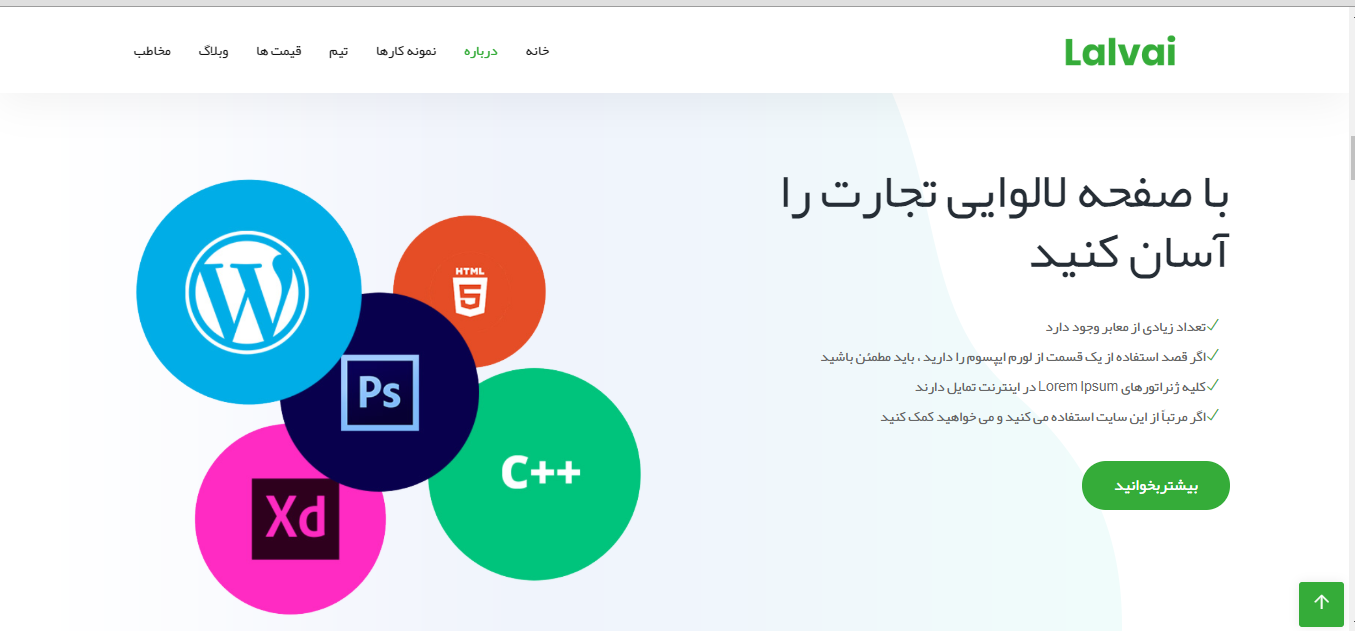 Lalvai
خانه درباره نمونه کارها تیم قیمت ها وبلاگ مخاطب
با صفحه لالوایی تجارت را
آسان کنید
تعداد زیادی از معابر وجود دارد
اگر قصد استفاده از یک قسمت از لورم ایپسوم را دارید ، باید مطمئن باشید
کلیه ژنراتورهای Lorem Ipsum در اینترنت تمایل دارند
اگر مرتباً از این سایت استفاده می کنید و می خواهید کمک کنید
بیشتر بخوانید
W
HTML
5
Ps
C++
Xd